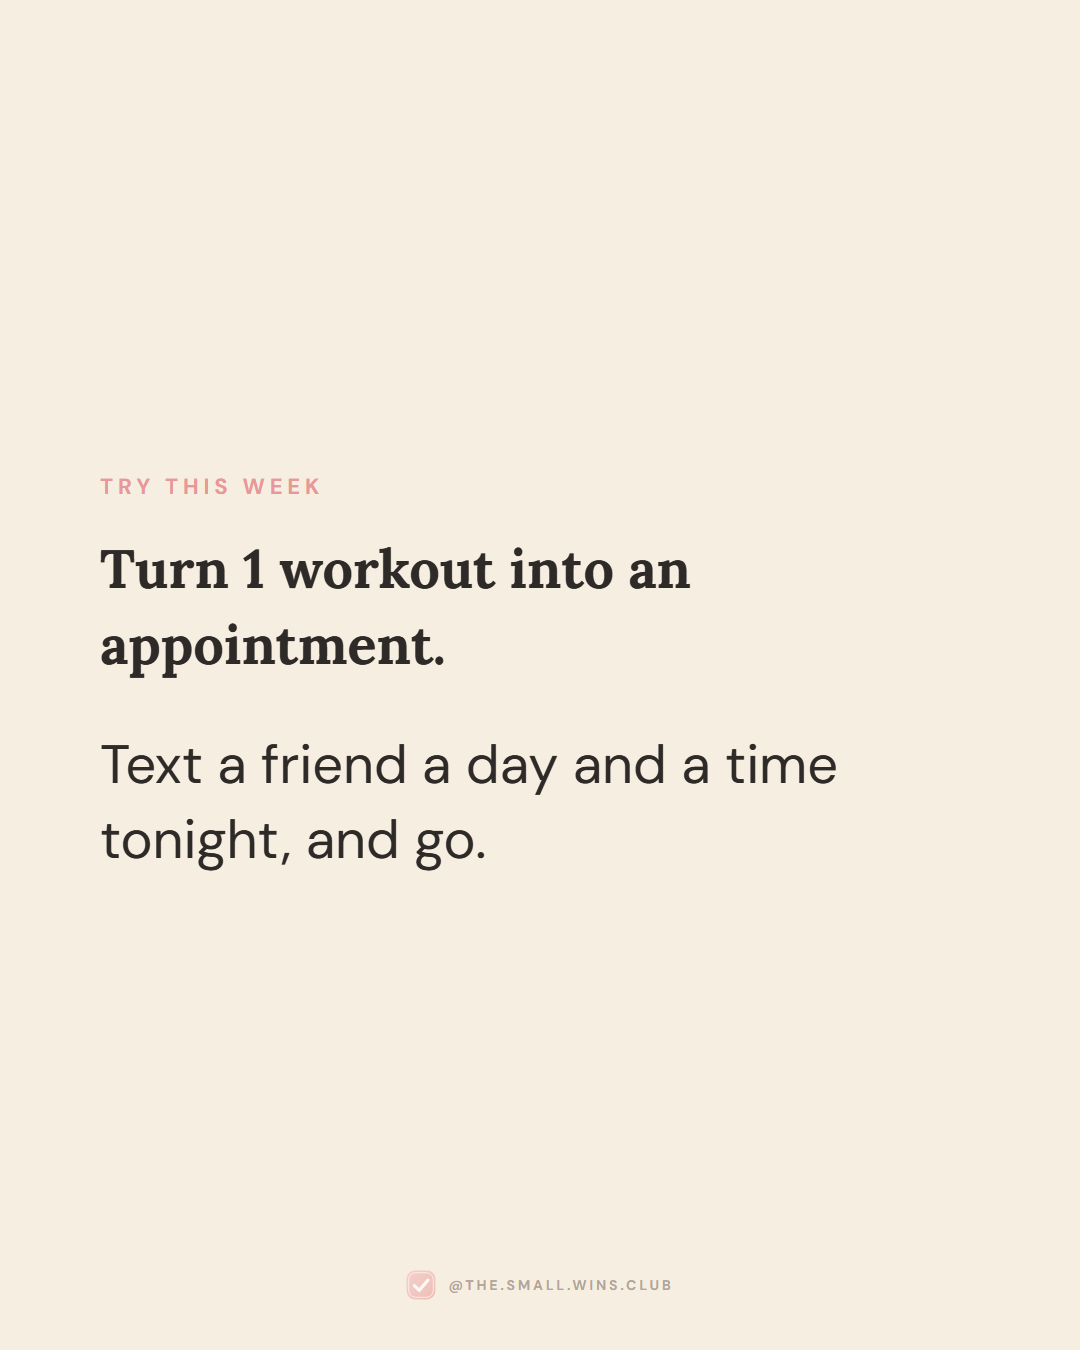 TRY THIS WEEK
Turn 1 workout into an
appointment.
Text a friend a day and a time
tonight, and go.
@THE.SMALL.WINS.CLUB